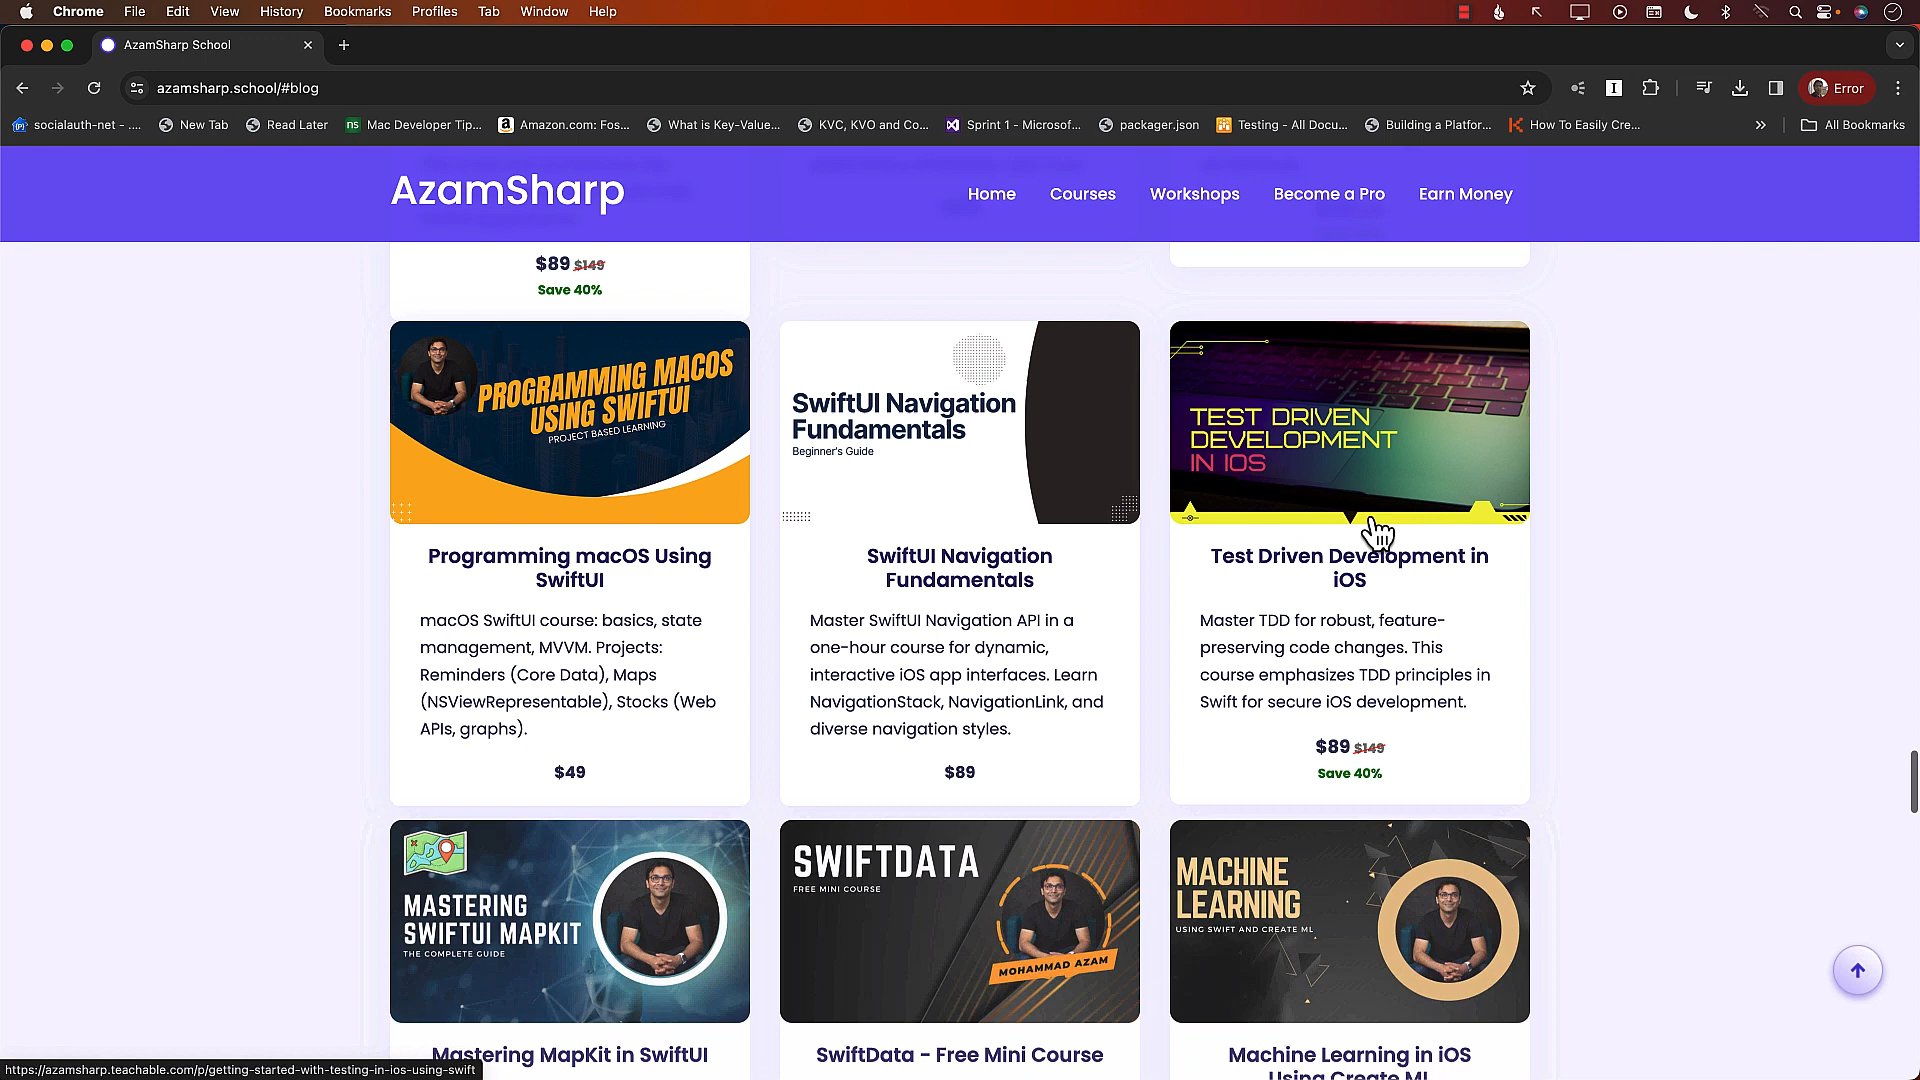 Chrome File Edit View History Bookmarks Profiles Tab Window Help
AzamSharp School
azamsharp.school/#blog
Error
socialauth-net - ....
New Tab
Read Later
Mac Developer Tip...
Amazon.com: Fos...
What is Key-Value...
KVC, KVO and Co...
Sprint 1 - Microsof...
packager.json
Testing - All Docu...
Building a Platfor...
How To Easily Cre...
All Bookmarks
AzamSharp
Home Courses Workshops Become a Pro Earn Money
$89 $149
Save 40%
PROGRAMMING MACOS
USING SWIFTUI
PROJECT BASED LEARNING
Programming macOS Using
SwiftUI
macOS SwiftUI course: basics, state
management, MVVM. Projects:
Reminders (Core Data), Maps
(NSViewRepresentable), Stocks (Web
APIs, graphs).
$49
SwiftUI Navigation
Fundamentals
Beginner's Guide
SwiftUI Navigation
Fundamentals
Master SwiftUI Navigation API in a
one-hour course for dynamic,
interactive iOS app interfaces. Learn
NavigationStack, NavigationLink, and
diverse navigation styles.
$89
TEST DRIVEN
DEVELOPMENT
IN IOS
Test Driven Development in
iOS
Master TDD for robust, feature-
preserving code changes. This
course emphasizes TDD principles in
Swift for secure iOS development.
$89 $149
Save 40%
MASTERING
SWIFTUI MAPKIT
THE COMPLETE GUIDE
Mastering MapKit in SwiftUI
SWIFTDATA
FREE MINI COURSE
MOHAMMAD AZAM
SwiftData - Free Mini Course
MACHINE
LEARNING
USING SWIFT AND CREATE ML
Machine Learning in iOS
Using Create ML
https://azamsharp.teachable.com/p/getting-started-with-testing-in-ios-using-swift